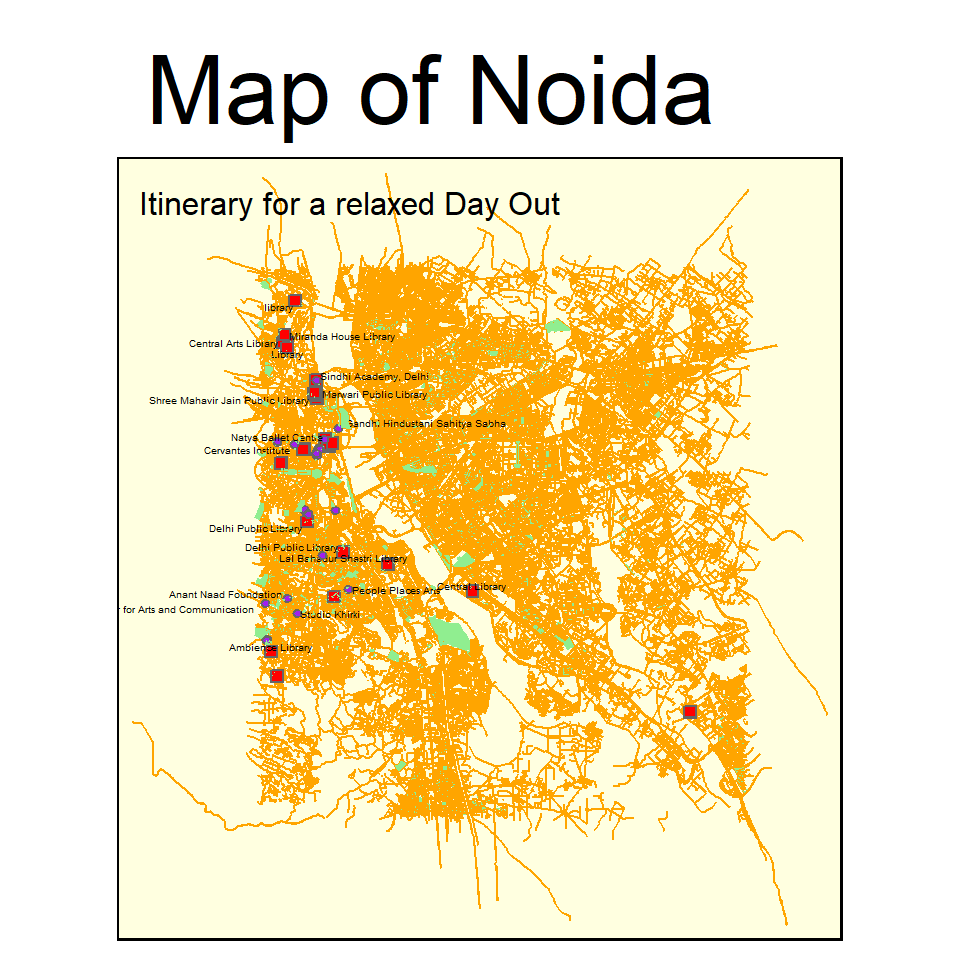 Map of Noida
Itinerary for a relaxed Day Out
library
Miranda House Library
Central Arts Library
Library
Sindhi Academy, Delhi
Marwari Public Library
Shree Mahavir Jain Public Library
Gandhi Hindustani Sahitya Sabha
Natya Ballet Centre
Cervantes Institute
Delhi Public Library
Delhi Public Library
Lal Bahadur Shastri Library
Central Library
People Places Arts
Anant Naad Foundation
for Arts and Communication
Studio Khirki
Ambience Library